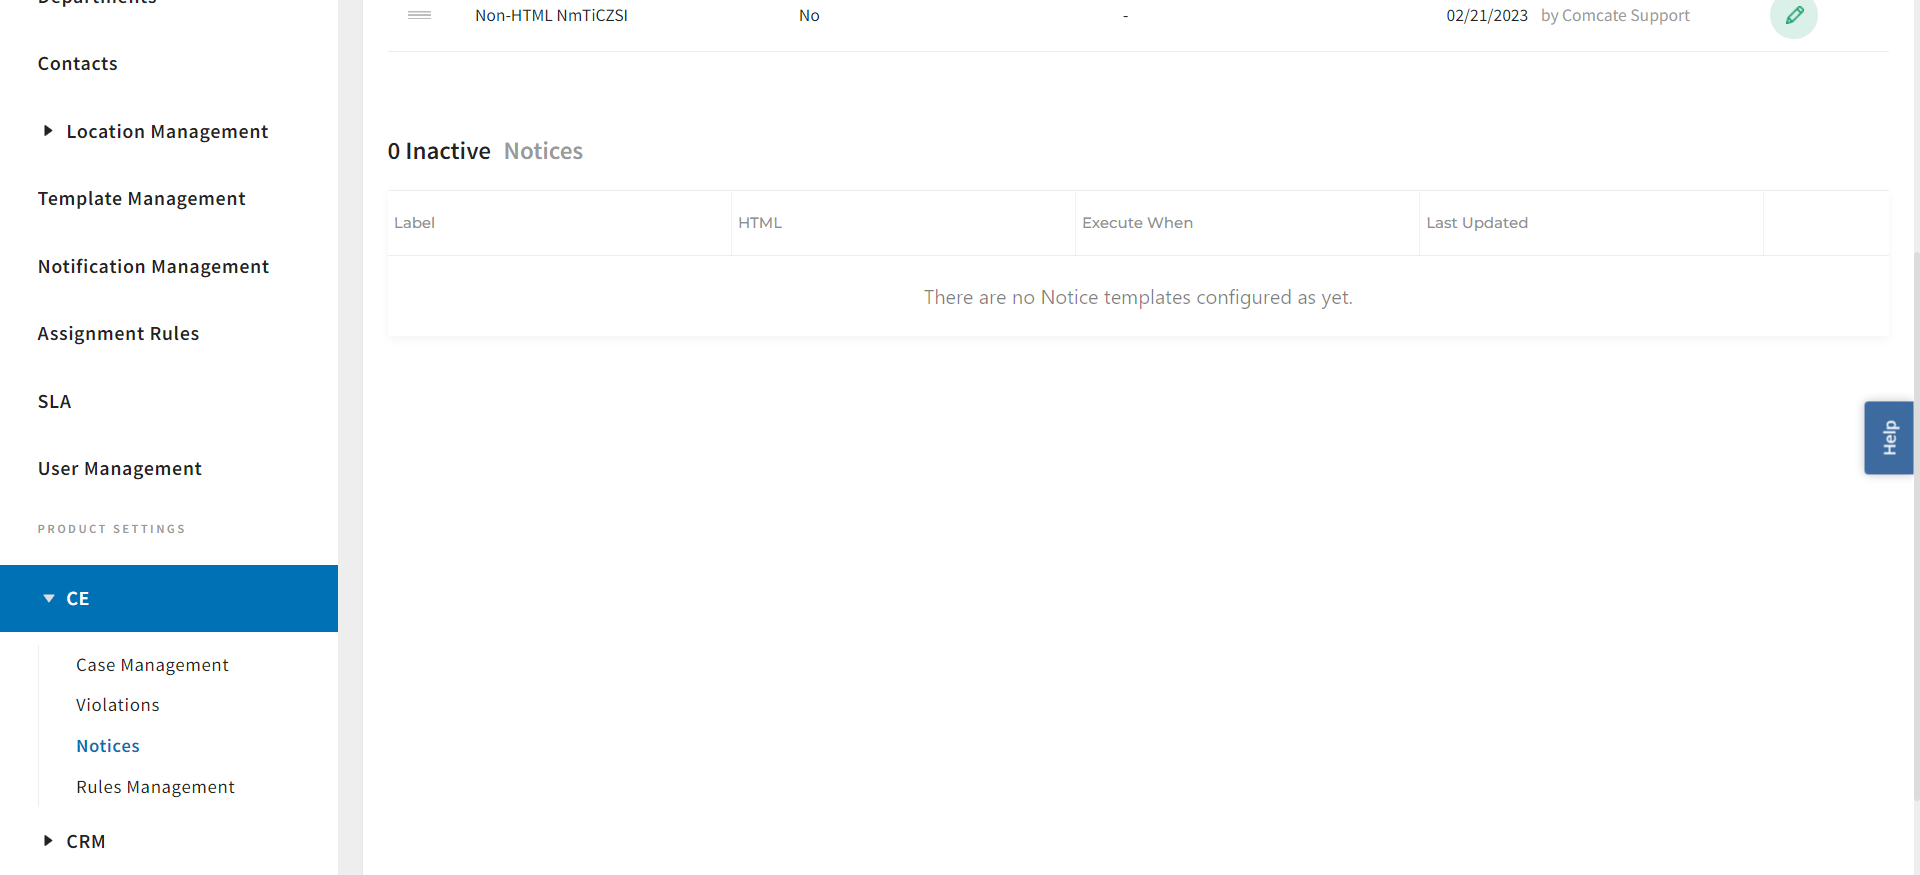 Departments
Contacts
Location Management
Template Management
Notification Management
Assignment Rules
SLA
User Management
PRODUCT SETTINGS
CE
Case Management
Violations
Notices
Rules Management
CRM
Non-HTML NmTiCZSI No - 02/21/2023 by Comcate Support
0 Inactive Notices
Label HTML Execute When Last Updated
There are no Notice templates configured as yet.
Help